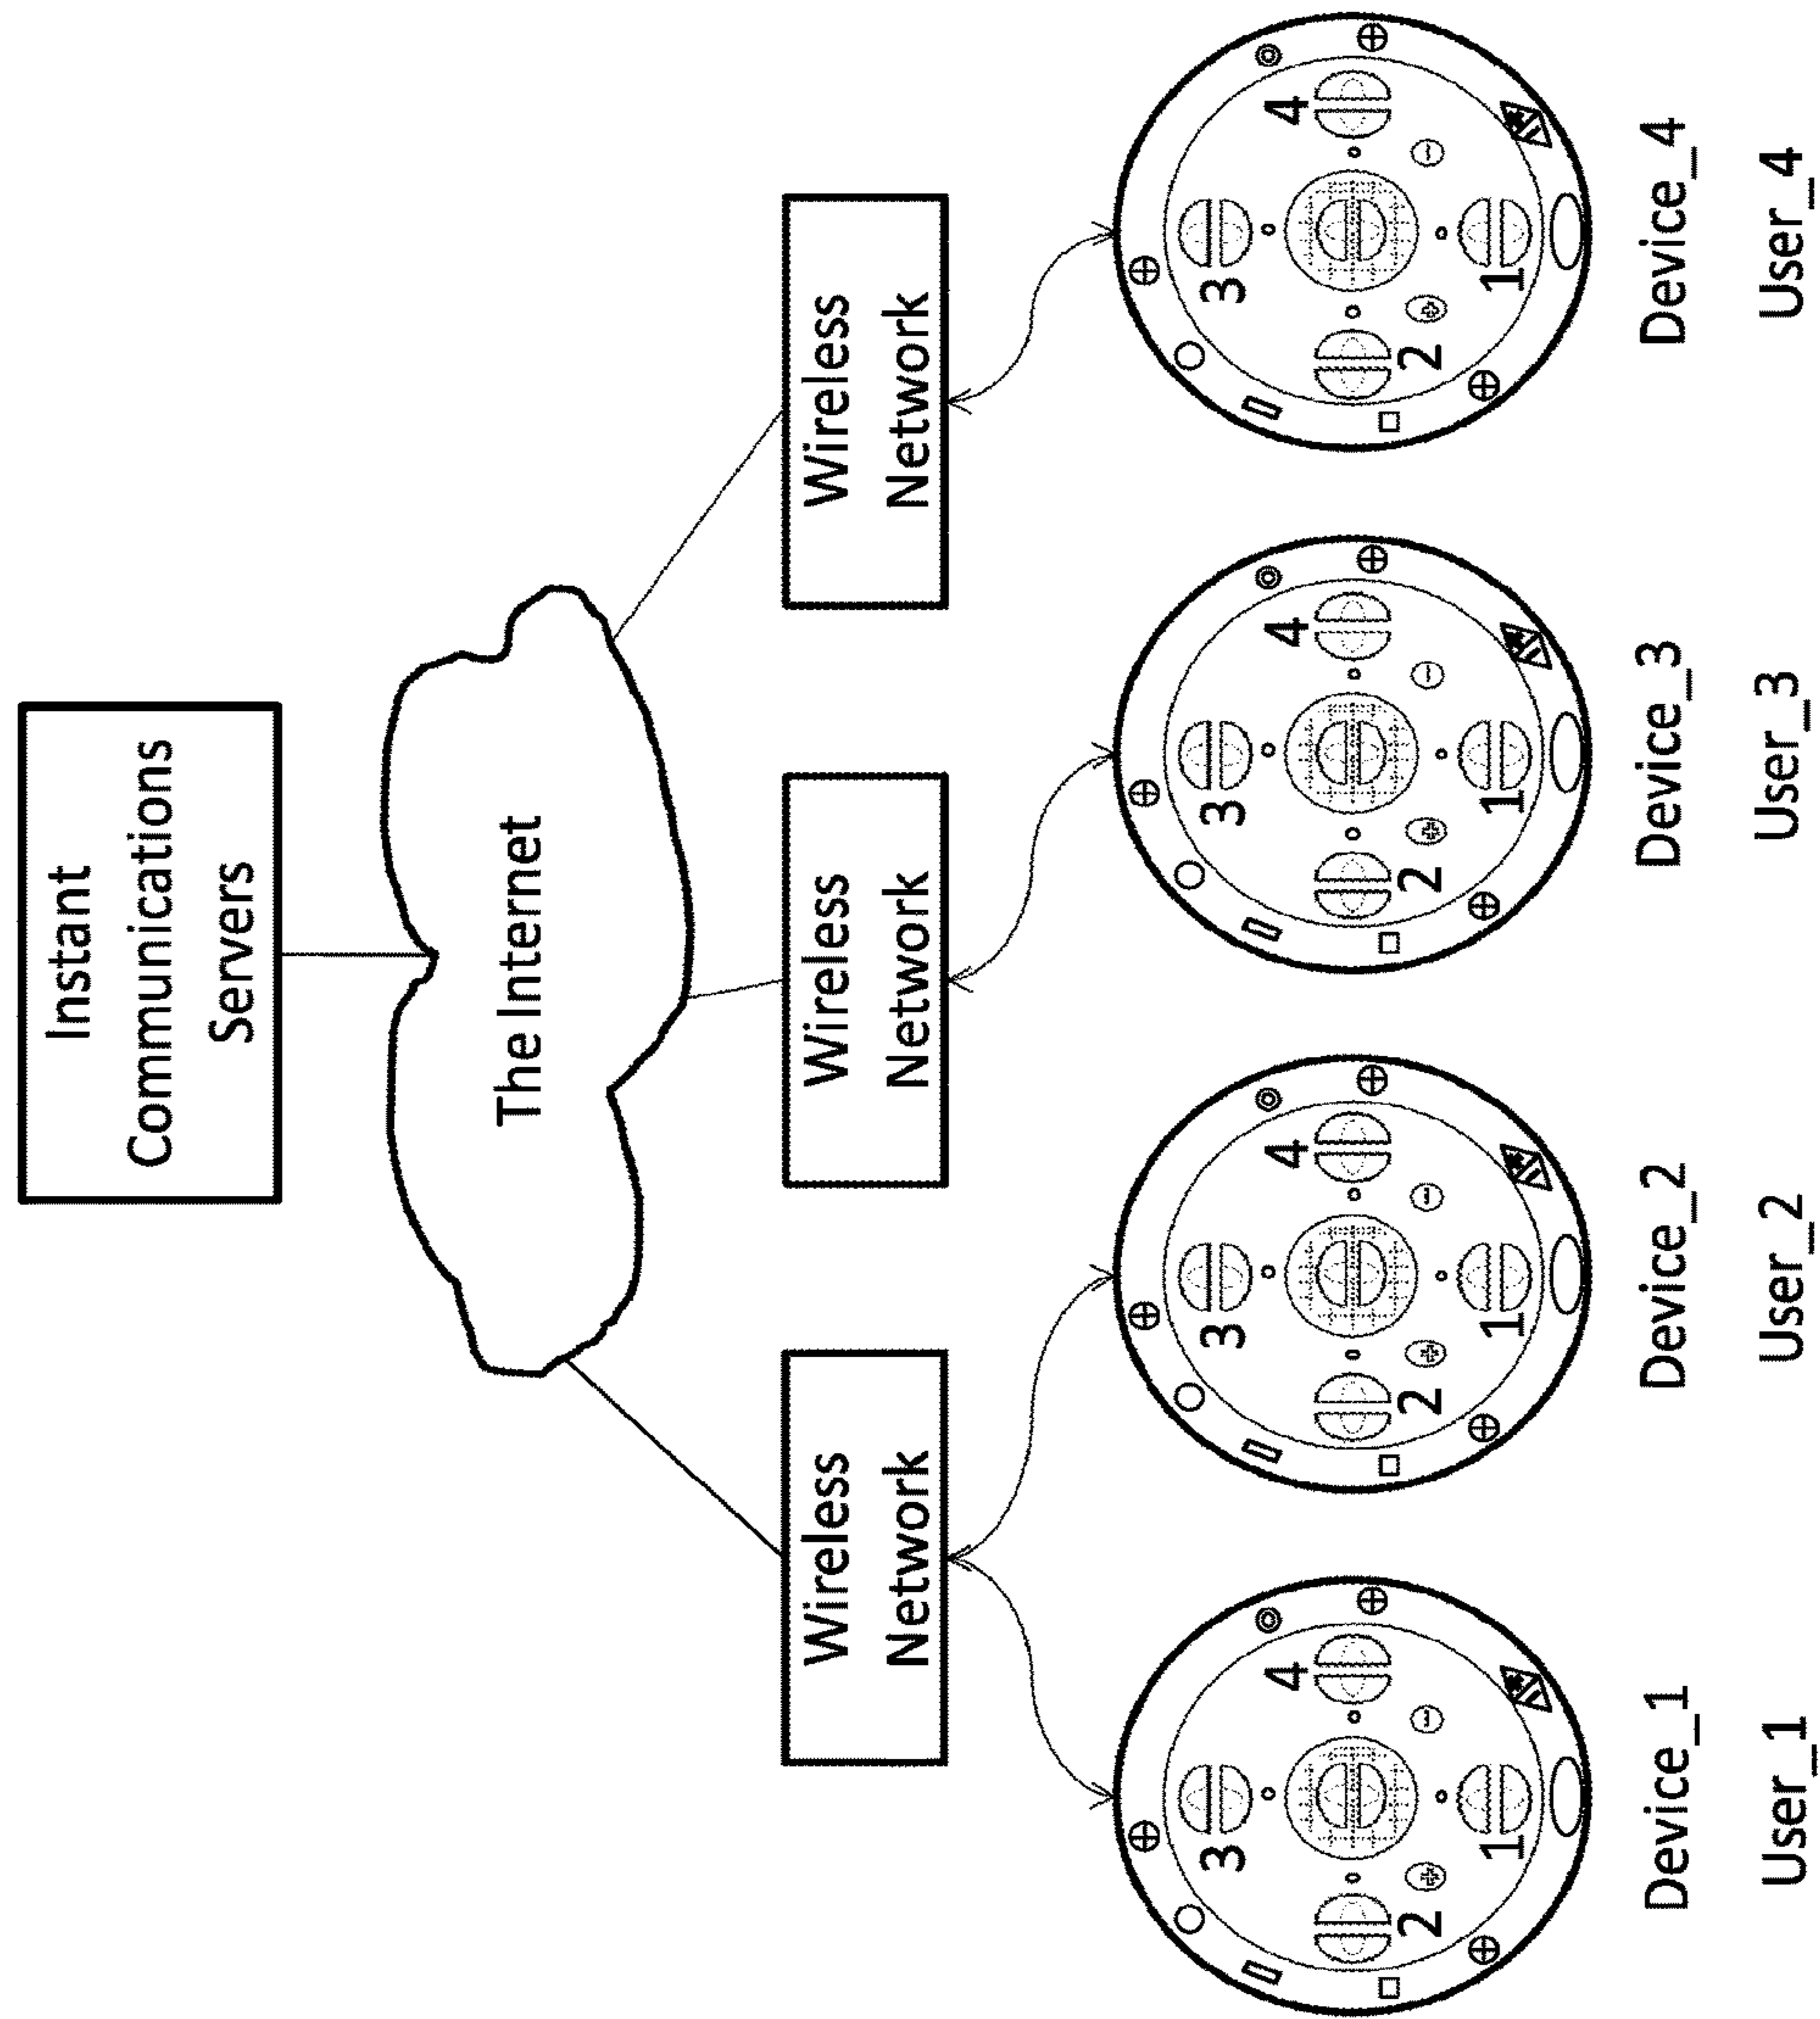 Instant
Communications
Servers
The Internet
Wireless
Network
Wireless
Network
Wireless
Network
3
4
2
1
3
4
2
1
3
4
2
1
3
4
2
1
Device_1
Device_2
Device_3
Device_4
User_1
User_2
User_3
User_4